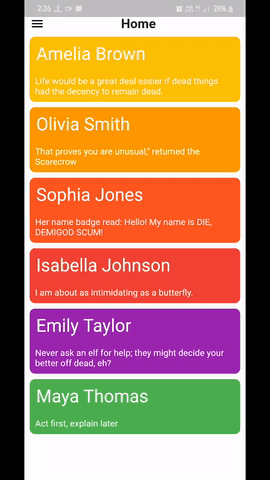 2:26 28%
Home
Amelia Brown
Life would be a great deal easier if dead things
had the decency to remain dead.
Olivia Smith
That proves you are unusual," returned the
Scarecrow
Sophia Jones
Her name badge read: Hello! My name is DIE,
DEMIGOD SCUM!
Isabella Johnson
I am about as intimidating as a butterfly.
Emily Taylor
Never ask an elf for help; they might decide your
better off dead, eh?
Maya Thomas
Act first, explain later